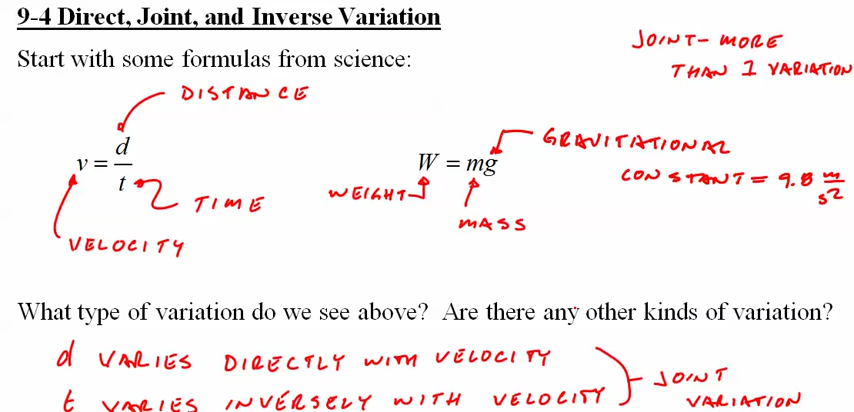 9-4 Direct, Joint, and Inverse Variation
JOINT- MORE
THAN 1 VARIATION
Start with some formulas from science:
DISTANCE
v = d/t
TIME
VELOCITY
W = mg
GRAVITATIONAL
CONSTANT = 9.8 m/s2
WEIGHT
MASS
What type of variation do we see above? Are there any other kinds of variation?
d VARIES DIRECTLY WITH VELOCITY
t VARIES INVERSELY WITH VELOCITY
JOINT
VARIATION